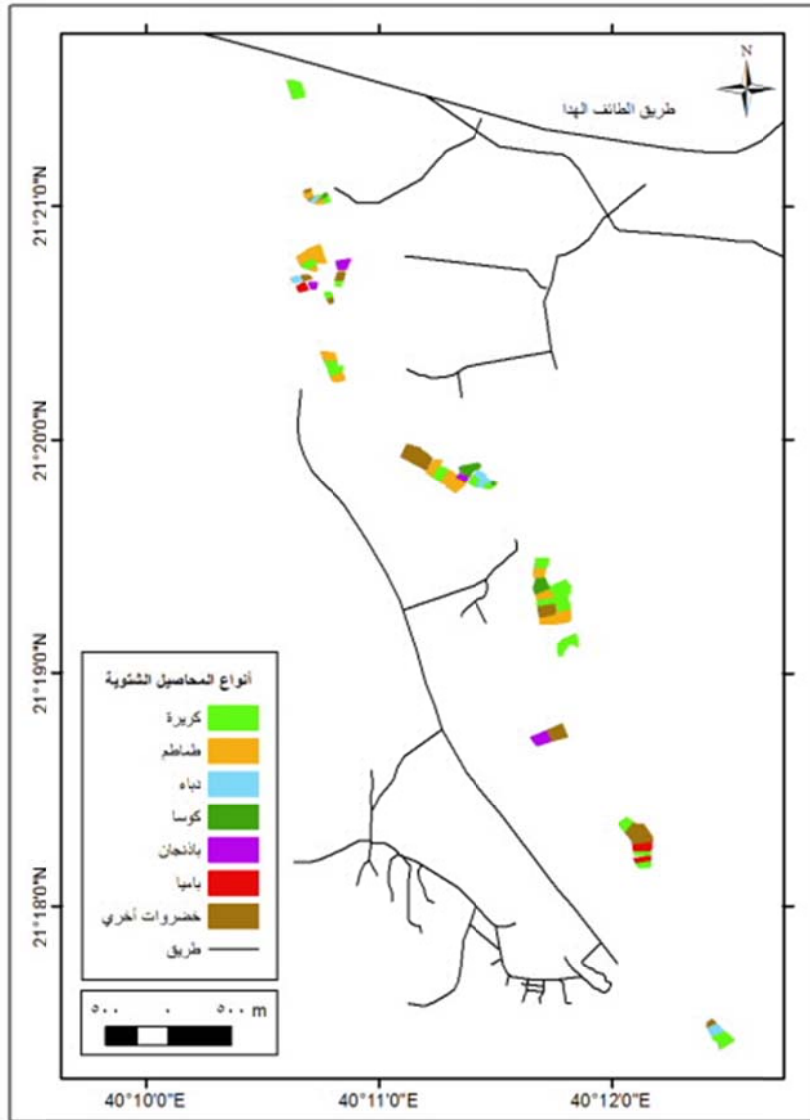 N
طريق الطائف الهدا
21°21'0"N
21°20'0"N
21°19'0"N
21°18'0"N
أنواع المحاصيل الشتوية
كزبرة
طماطم
دباء
كوسا
باذنجان
باميا
خضروات أخري
طريق
٥٠٠ ٠ ٥٠٠ m
40°10'0"E 40°11'0"E 40°12'0"E